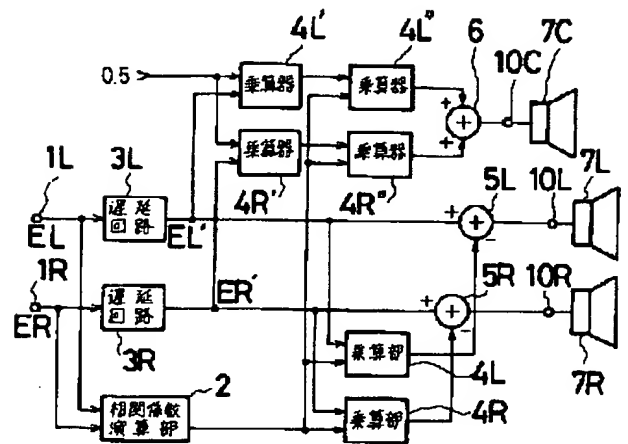 4L' 4L" 6 7C
10C
0.5
乗算器 乗算器
+
+
+
乗算器 乗算器
1L 3L 4R' 4R" 5L 10L 7L
遅延
回路
EL EL' + + −
1R ER' 5R 10R
ER 遅延
回路
+ + −
3R 2 乗算部 4L 7R
相関係数
演算部
乗算部 4R